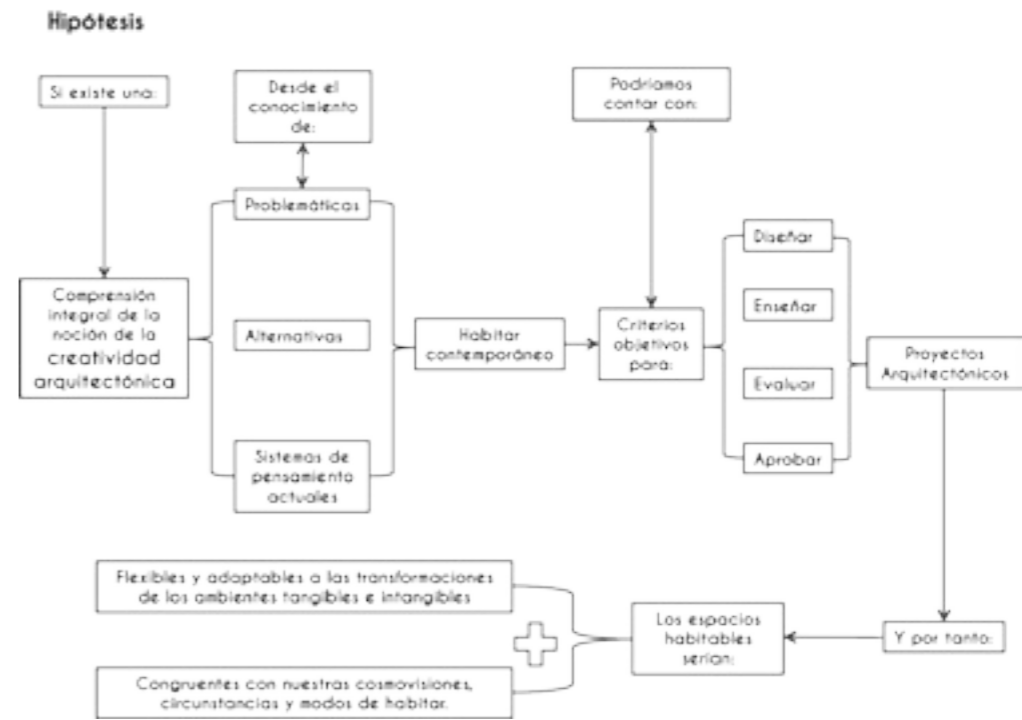 Hipótesis
Si existe una:
Desde el
conocimiento
de:
Podríamos
contar con:
Problemáticas
Diseñar
Comprensión
integral de la
noción de la
creatividad
arquitectónica
Alternativas
Habitar
contemporáneo
Criterios
objetivos
para:
Enseñar
Evaluar
Proyectos
Arquitectónicos
Sistemas de
pensamiento
actuales
Aprobar
Flexibles y adaptables a las transformaciones
de los ambientes tangibles e intangibles
Los espacios
habitables
serían:
Y por tanto:
Congruentes con nuestras cosmovisiones,
circunstancias y modos de habitar.